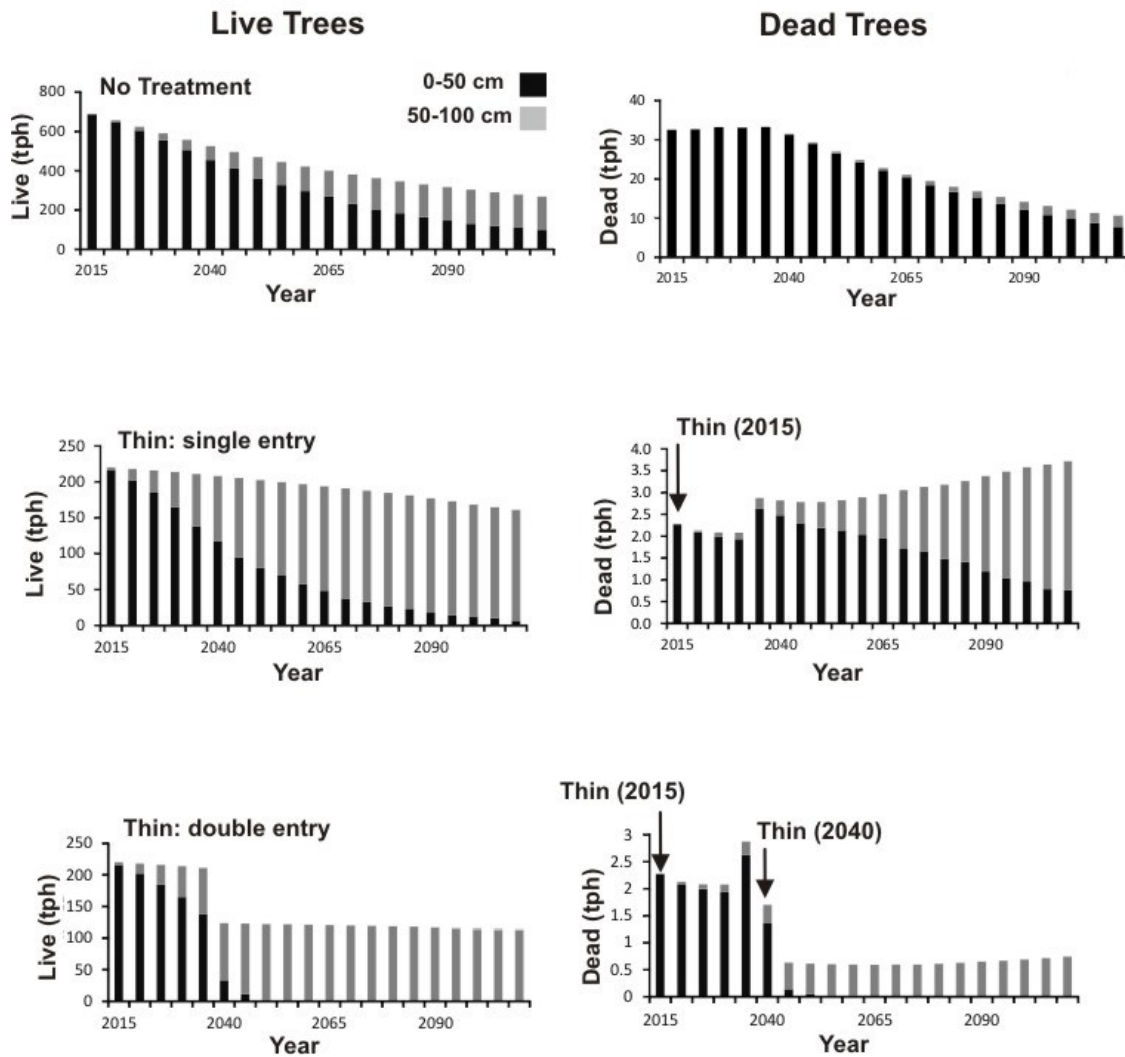 Live Trees
Dead Trees
No Treatment
0-50 cm
50-100 cm
Live (tph)
800
600
400
200
0
2015
2040
2065
2090
Year
Dead (tph)
40
30
20
10
0
2015
2040
2065
2090
Year
Thin: single entry
Live (tph)
250
200
150
100
50
0
2015
2040
2065
2090
Year
Thin (2015)
Dead (tph)
4.0
3.5
3.0
2.5
2.0
1.5
1.0
0.5
0.0
2015
2040
2065
2090
Year
Thin: double entry
Live (tph)
250
200
150
100
50
0
2015
2040
2065
2090
Year
Thin (2015)
Thin (2040)
Dead (tph)
3
2.5
2
1.5
1
0.5
0
2015
2040
2065
2090
Year